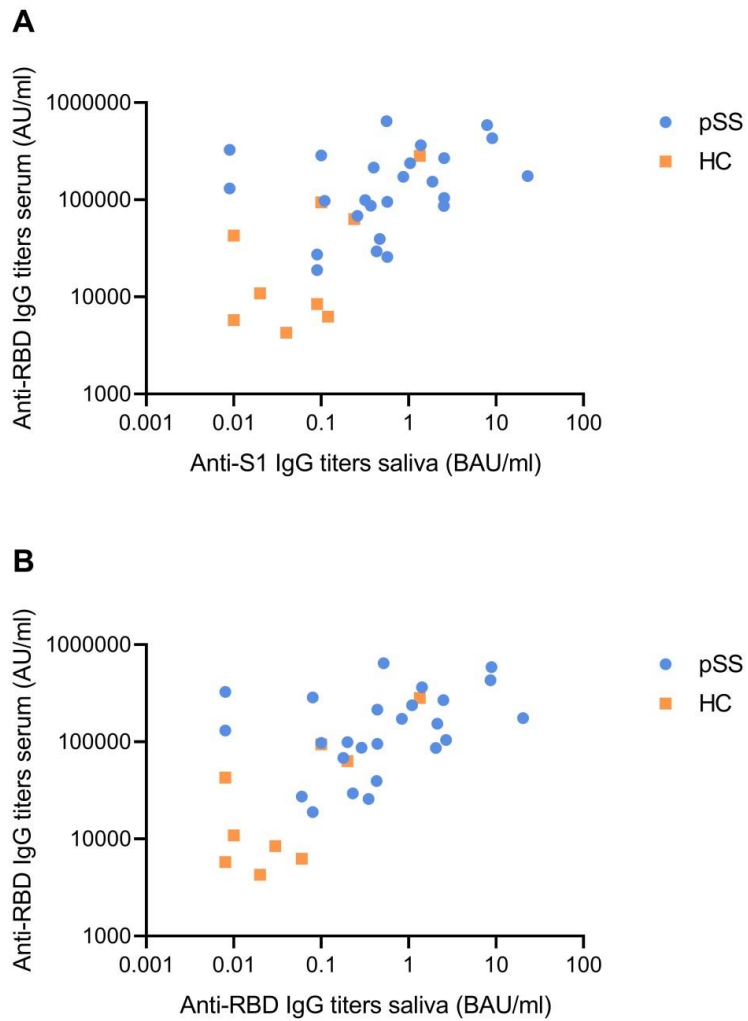 A
Anti-RBD IgG titers serum (AU/ml)
1000000
100000
10000
1000
0.001
0.01
0.1
1
10
100
Anti-S1 IgG titers saliva (BAU/ml)
pSS
HC
B
Anti-RBD IgG titers serum (AU/ml)
1000000
100000
10000
1000
0.001
0.01
0.1
1
10
100
Anti-RBD IgG titers saliva (BAU/ml)
pSS
HC